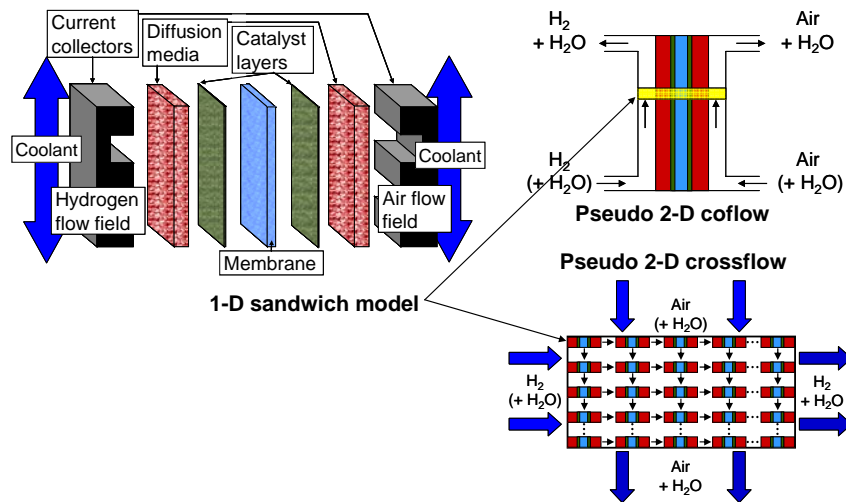 Current
collectors
Diffusion
media
Catalyst
layers
Coolant
Hydrogen
flow field
Membrane
Air flow
field
Coolant
1-D sandwich model
H2
+ H2O
Air
+ H2O
H2
(+ H2O)
Air
(+ H2O)
Pseudo 2-D coflow
Pseudo 2-D crossflow
Air
(+ H2O)
H2
(+ H2O)
H2
+ H2O
Air
+ H2O